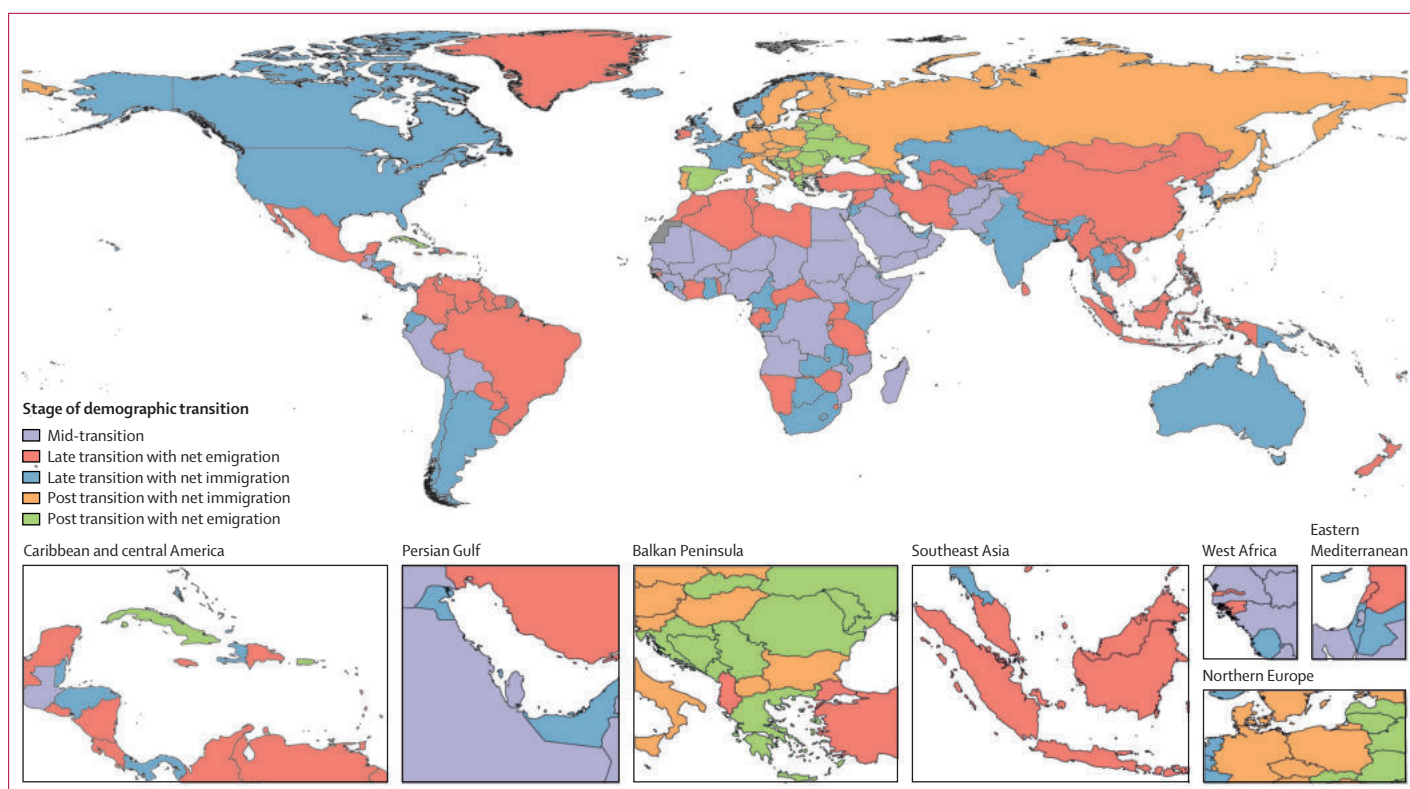 Stage of demographic transition
Mid-transition
Late transition with net emigration
Late transition with net immigration
Post transition with net immigration
Post transition with net emigration
Caribbean and central America
Persian Gulf
Balkan Peninsula
Southeast Asia
West Africa
Eastern
Mediterranean
Northern Europe